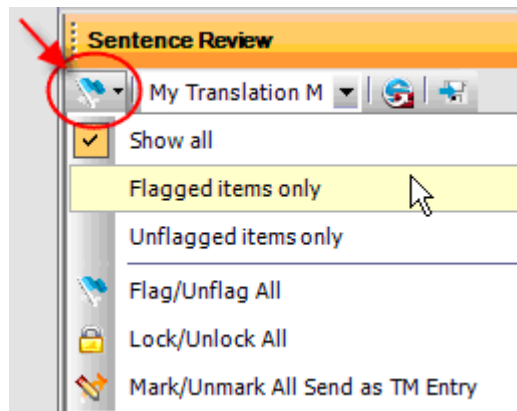 Sentence Review
My Translation M
Show all
Flagged items only
Unflagged items only
Flag/Unflag All
Lock/Unlock All
Mark/Unmark All Send as TM Entry